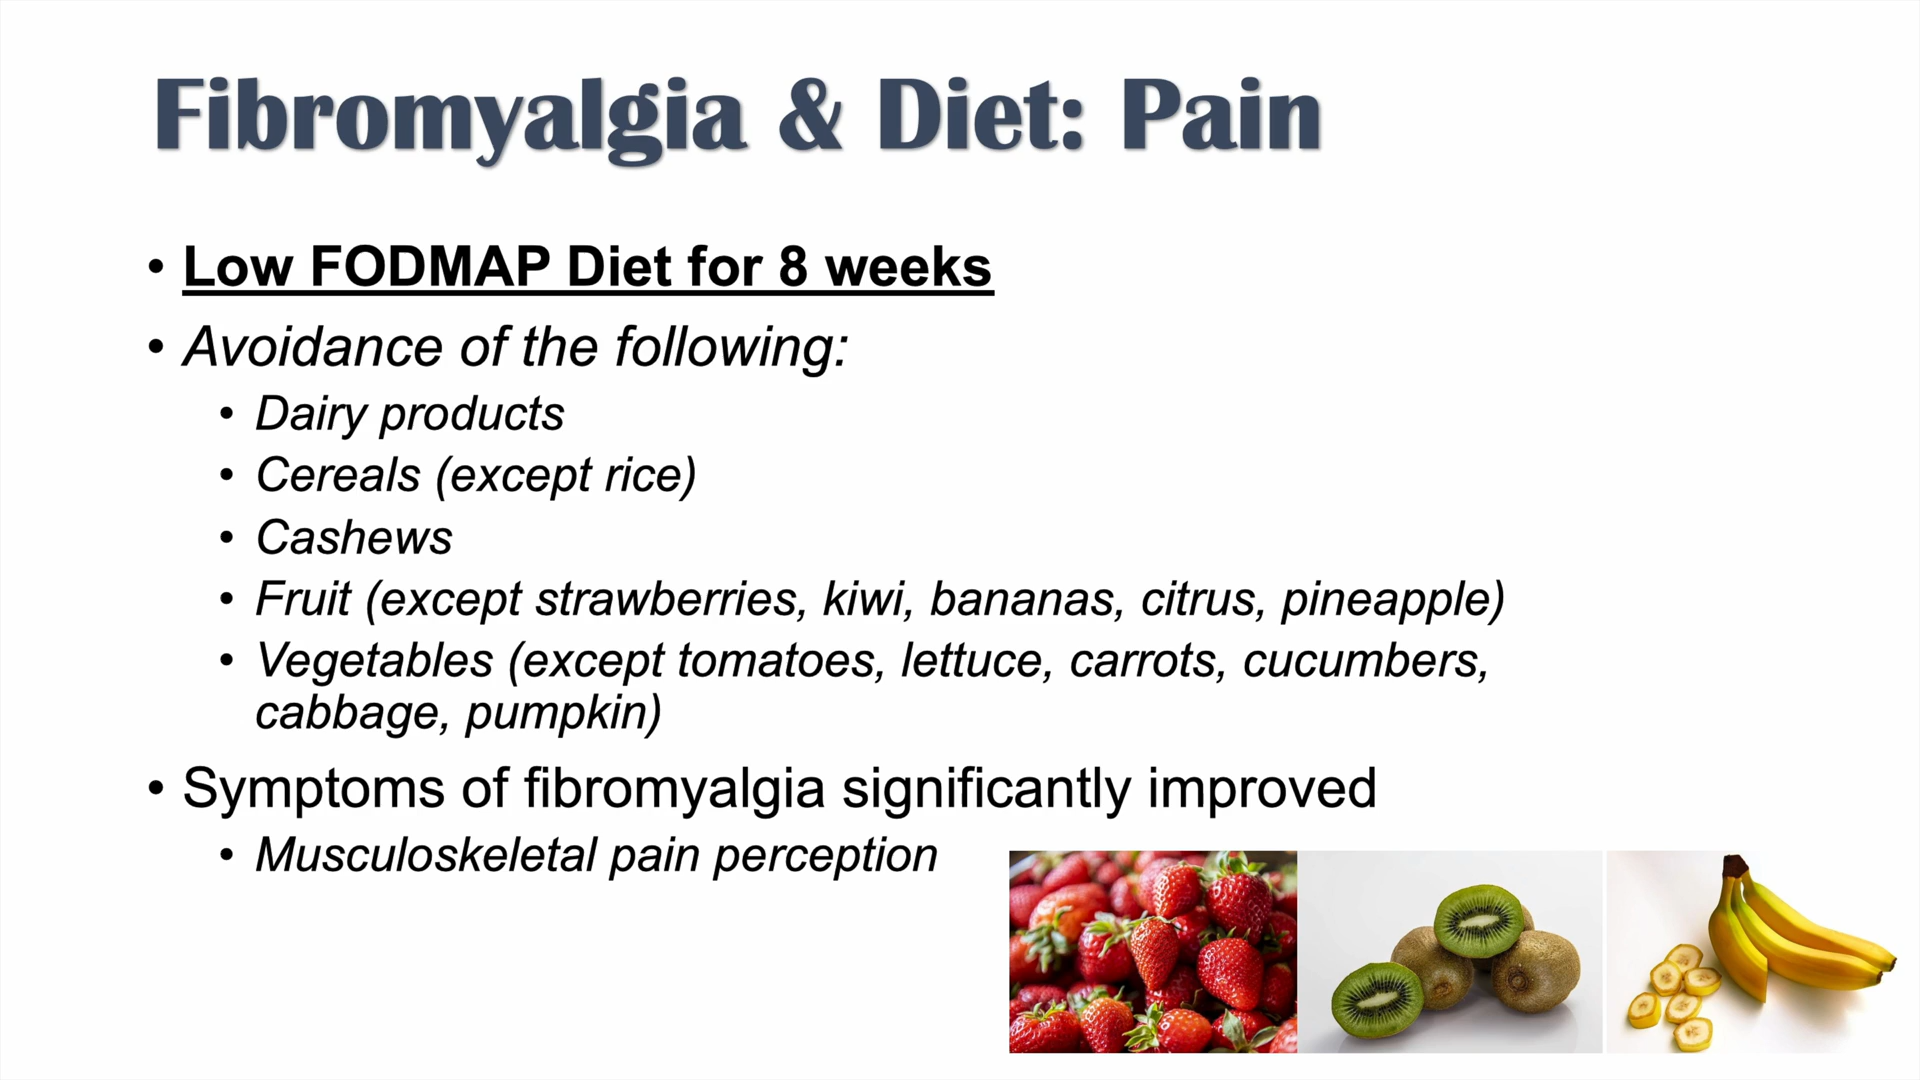 Fibromyalgia & Diet: Pain
• Low FODMAP Diet for 8 weeks
• Avoidance of the following:
• Dairy products
• Cereals (except rice)
• Cashews
• Fruit (except strawberries, kiwi, bananas, citrus, pineapple)
• Vegetables (except tomatoes, lettuce, carrots, cucumbers,
cabbage, pumpkin)
• Symptoms of fibromyalgia significantly improved
• Musculoskeletal pain perception